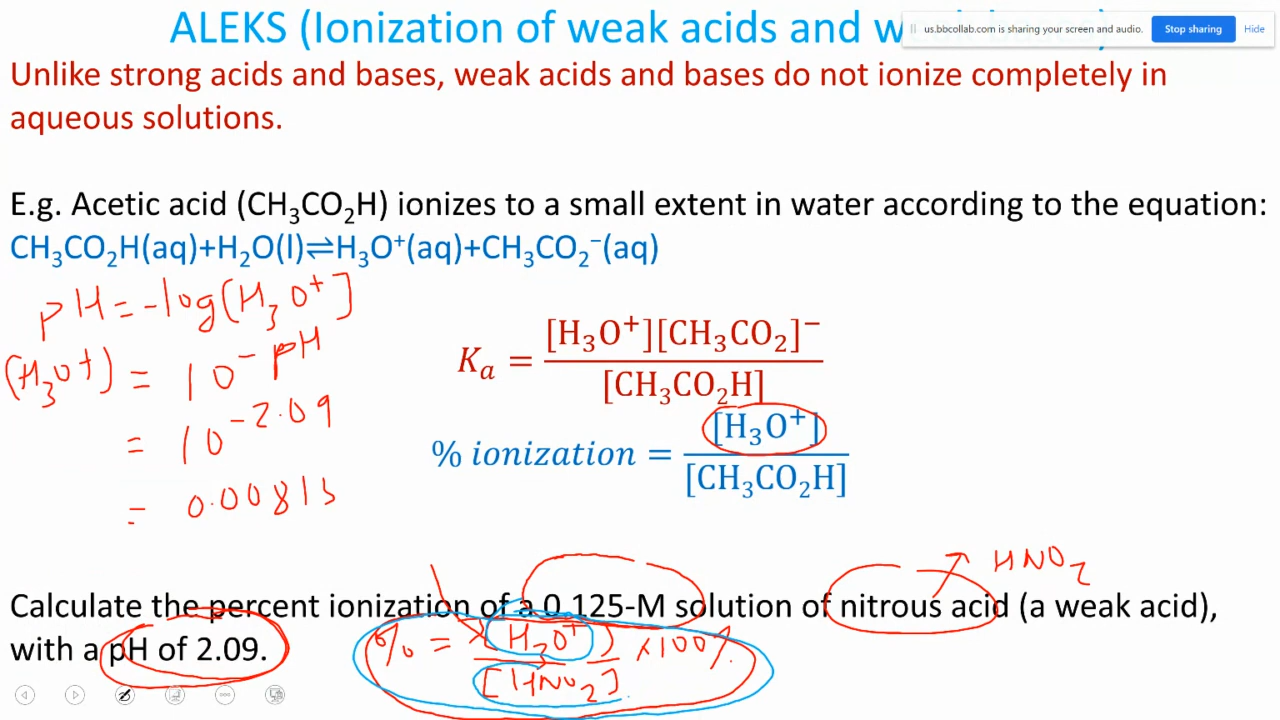 ALEKS (Ionization of weak acids and w
us.bbcollab.com is sharing your screen and audio. Stop sharing Hide
Unlike strong acids and bases, weak acids and bases do not ionize completely in
aqueous solutions.
E.g. Acetic acid (CH₃CO₂H) ionizes to a small extent in water according to the equation:
CH₃CO₂H(aq)+H₂O(l)⇌H₃O⁺(aq)+CH₃CO₂⁻(aq)
pH = -log[H₃O⁺]
[H₃O⁺] = 10^-pH
= 10^-2.09
= 0.00813
Kₐ = [H₃O⁺][CH₃CO₂]⁻ / [CH₃CO₂H]
% ionization = [H₃O⁺] / [CH₃CO₂H]
HNO₂
Calculate the percent ionization of a 0.125-M solution of nitrous acid (a weak acid),
with a pH of 2.09.
% = [H₃O⁺] / [HNO₂] × 100%